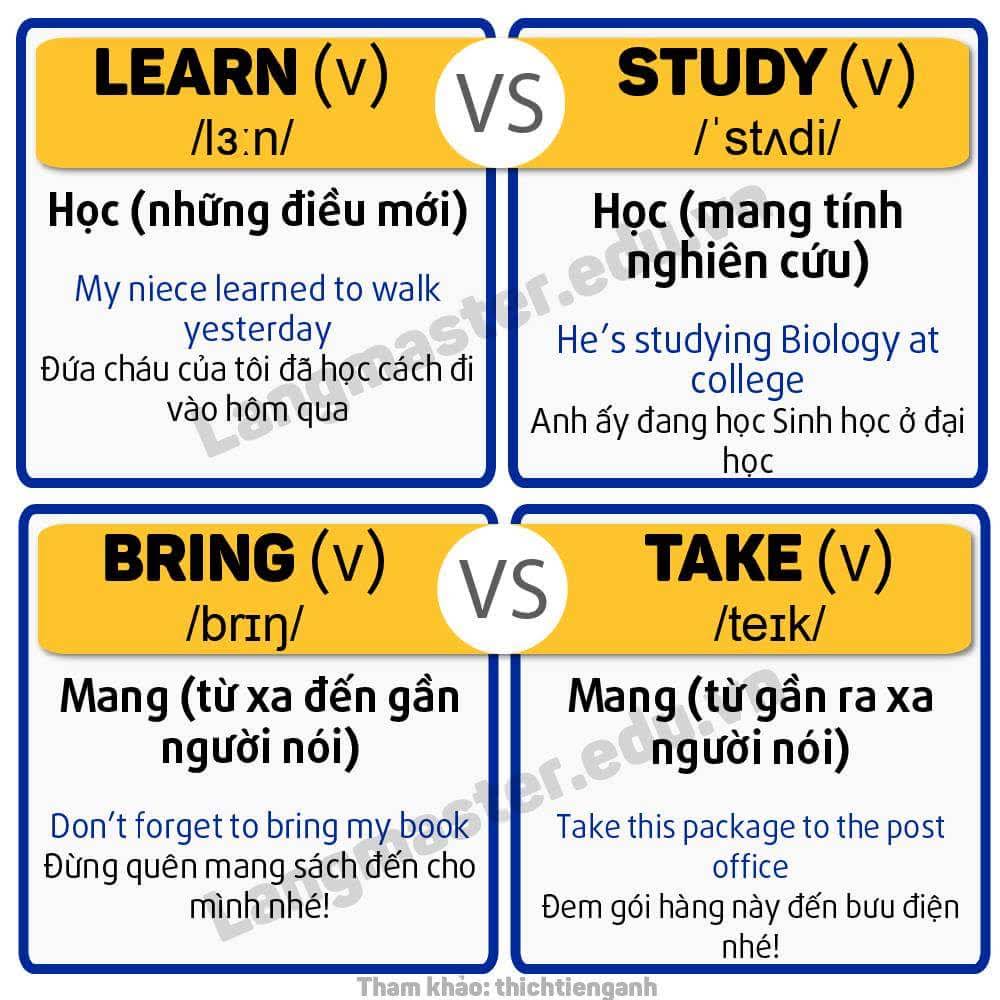 LEARN (v)
/lɜːn/
Học (những điều mới)
My niece learned to walk
yesterday
Đứa cháu của tôi đã học cách đi
vào hôm qua
VS
STUDY (v)
/ˈstʌdi/
Học (mang tính
nghiên cứu)
He's studying Biology at
college
Anh ấy đang học Sinh học ở đại
học
Langmaster.edu.vn
BRING (v)
/brɪŋ/
Mang (từ xa đến gần
người nói)
Don't forget to bring my book
Đừng quên mang sách đến cho
mình nhé!
VS
TAKE (v)
/teɪk/
Mang (từ gần ra xa
người nói)
Take this package to the post
office
Đem gói hàng này đến bưu điện
nhé!
Langmaster.edu.vn
Tham khảo: thichtienganh